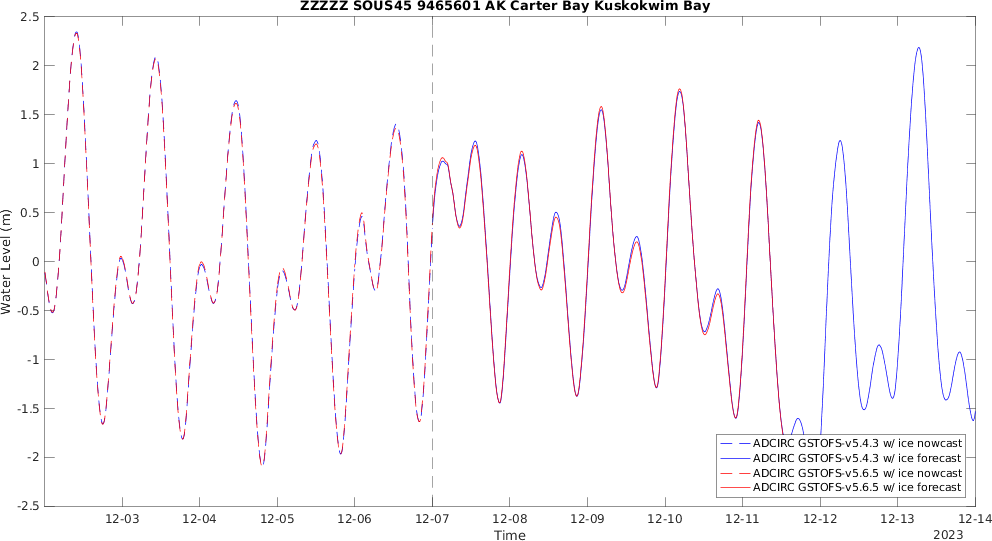 ZZZZZ SOUS45 9465601 AK Carter Bay Kuskokwim Bay
2.5
2
1.5
1
0.5
0
-0.5
-1
-1.5
-2
-2.5
Water Level (m)
12-03 12-04 12-05 12-06 12-07 12-08 12-09 12-10 12-11 12-12 12-13 12-14
Time
2023
ADCIRC GSTOFS-v5.4.3 w/ ice nowcast
ADCIRC GSTOFS-v5.4.3 w/ ice forecast
ADCIRC GSTOFS-v5.6.5 w/ ice nowcast
ADCIRC GSTOFS-v5.6.5 w/ ice forecast